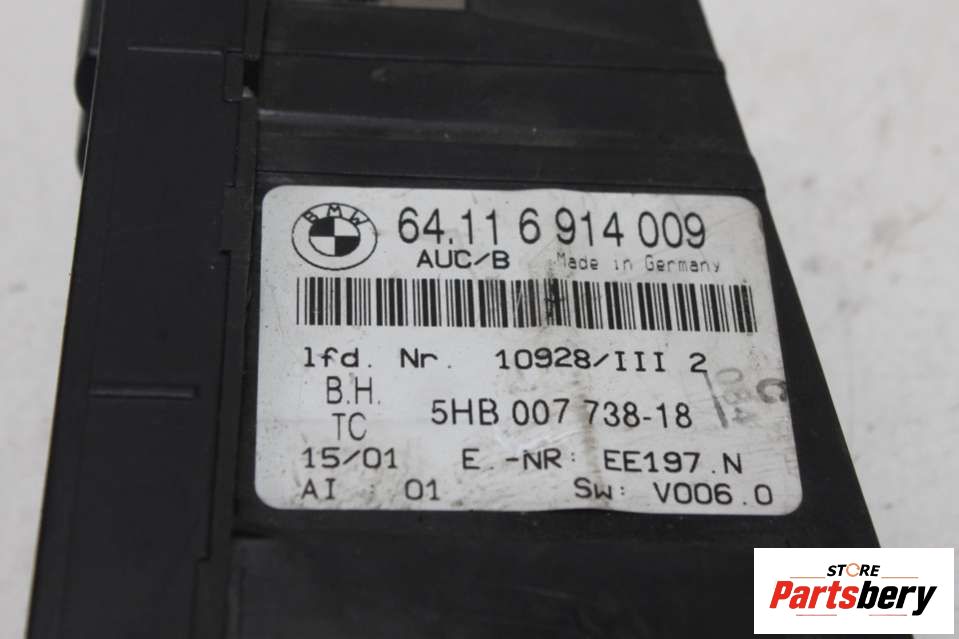 BMW
64.11 6 914 009
AUC/B Made in Germany
lfd. Nr. 10928/III 2
B.H.
TC
5HB 007 738-18
15/01 E.-NR: EE197.N
AI : 01 Sw: V006.0
STORE
Partsbery